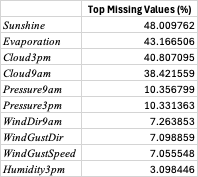 Top Missing Values (%)
Sunshine 48.009762
Evaporation 43.166506
Cloud3pm 40.807095
Cloud9am 38.421559
Pressure9am 10.356799
Pressure3pm 10.331363
WindDir9am 7.263853
WindGustDir 7.098859
WindGustSpeed 7.055548
Humidity3pm 3.098446